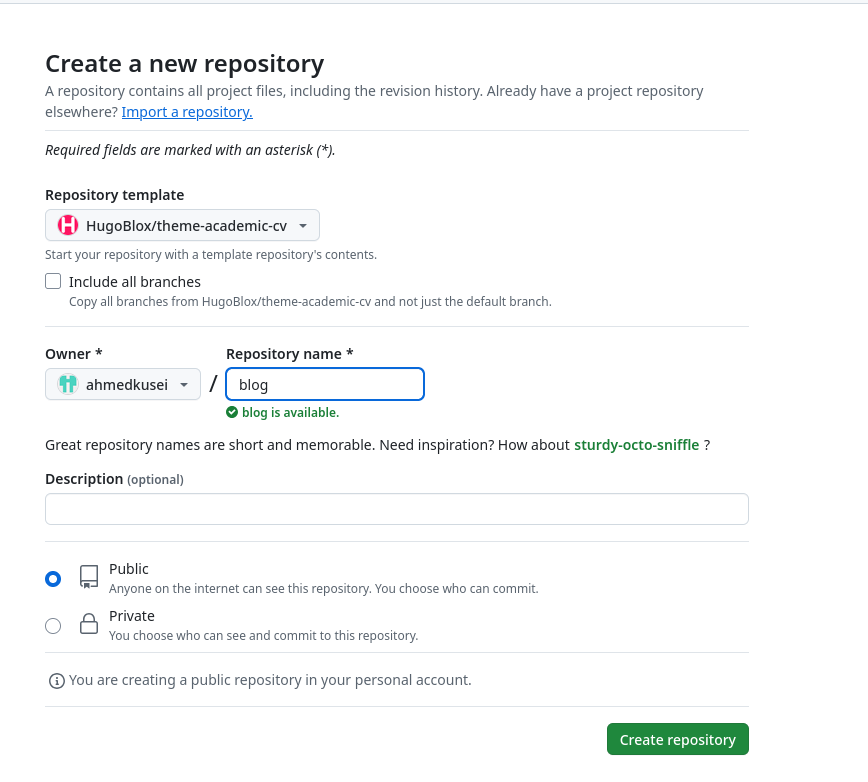 Create a new repository
A repository contains all project files, including the revision history. Already have a project repository
elsewhere? Import a repository.
Required fields are marked with an asterisk (*).
Repository template
HugoBlox/theme-academic-cv
Start your repository with a template repository's contents.
Include all branches
Copy all branches from HugoBlox/theme-academic-cv and not just the default branch.
Owner * Repository name *
ahmedkusei / blog
blog is available.
Great repository names are short and memorable. Need inspiration? How about sturdy-octo-sniffle ?
Description (optional)
Public
Anyone on the internet can see this repository. You choose who can commit.
Private
You choose who can see and commit to this repository.
You are creating a public repository in your personal account.
Create repository